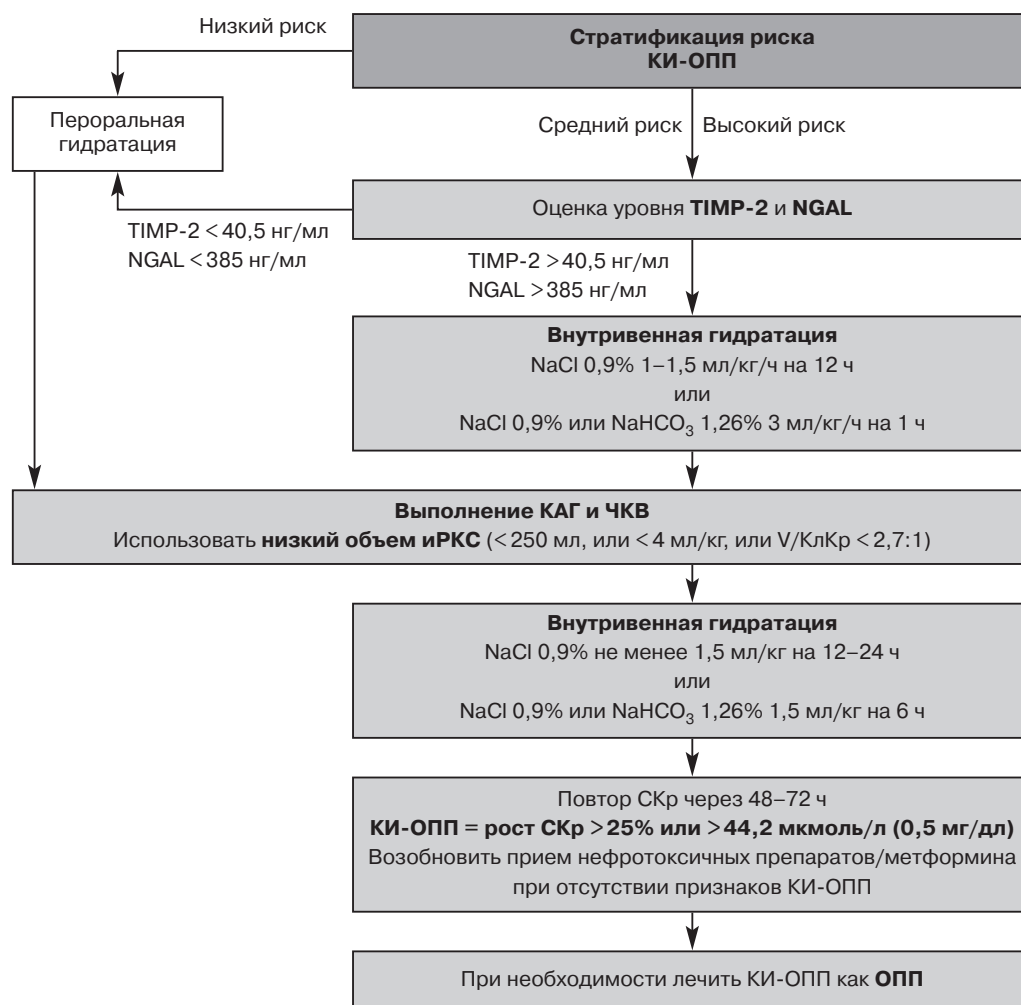 Низкий риск
Стратификация риска
КИ-ОПП
Пероральная
гидратация
Средний риск
Высокий риск
Оценка уровня TIMP-2 и NGAL
TIMP-2 < 40,5 нг/мл
NGAL < 385 нг/мл
TIMP-2 > 40,5 нг/мл
NGAL > 385 нг/мл
Внутривенная гидратация
NaCl 0,9% 1–1,5 мл/кг/ч на 12 ч
или
NaCl 0,9% или NaHCO₃ 1,26% 3 мл/кг/ч на 1 ч
Выполнение КАГ и ЧКВ
Использовать низкий объем иРКС (< 250 мл, или < 4 мл/кг, или V/КлКр < 2,7:1)
Внутривенная гидратация
NaCl 0,9% не менее 1,5 мл/кг на 12–24 ч
или
NaCl 0,9% или NaHCO₃ 1,26% 1,5 мл/кг на 6 ч
Повтор СКр через 48–72 ч
КИ-ОПП = рост СКр > 25% или > 44,2 мкмоль/л (0,5 мг/дл)
Возобновить прием нефротоксичных препаратов/метформина
при отсутствии признаков КИ-ОПП
При необходимости лечить КИ-ОПП как ОПП